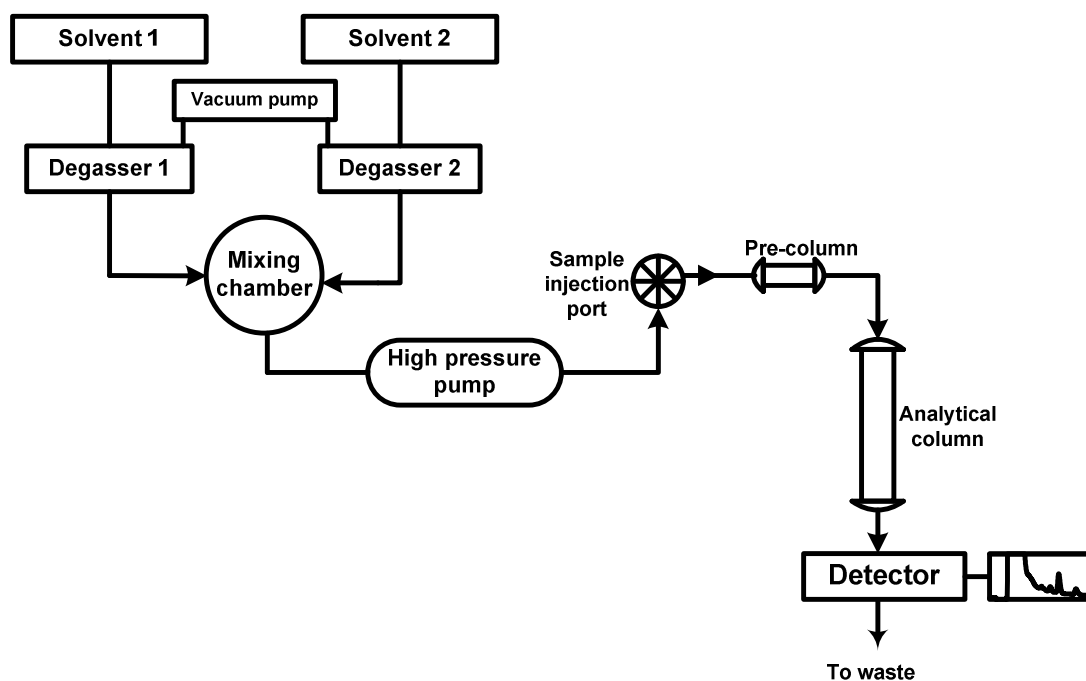 Solvent 1
Solvent 2
Vacuum pump
Degasser 1
Degasser 2
Mixing
chamber
High pressure
pump
Sample
injection
port
Pre-column
Analytical
column
Detector
To waste